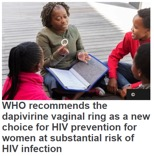 WHO recommends the
dapivirine vaginal ring as a new
choice for HIV prevention for
women at substantial risk of
HIV infection